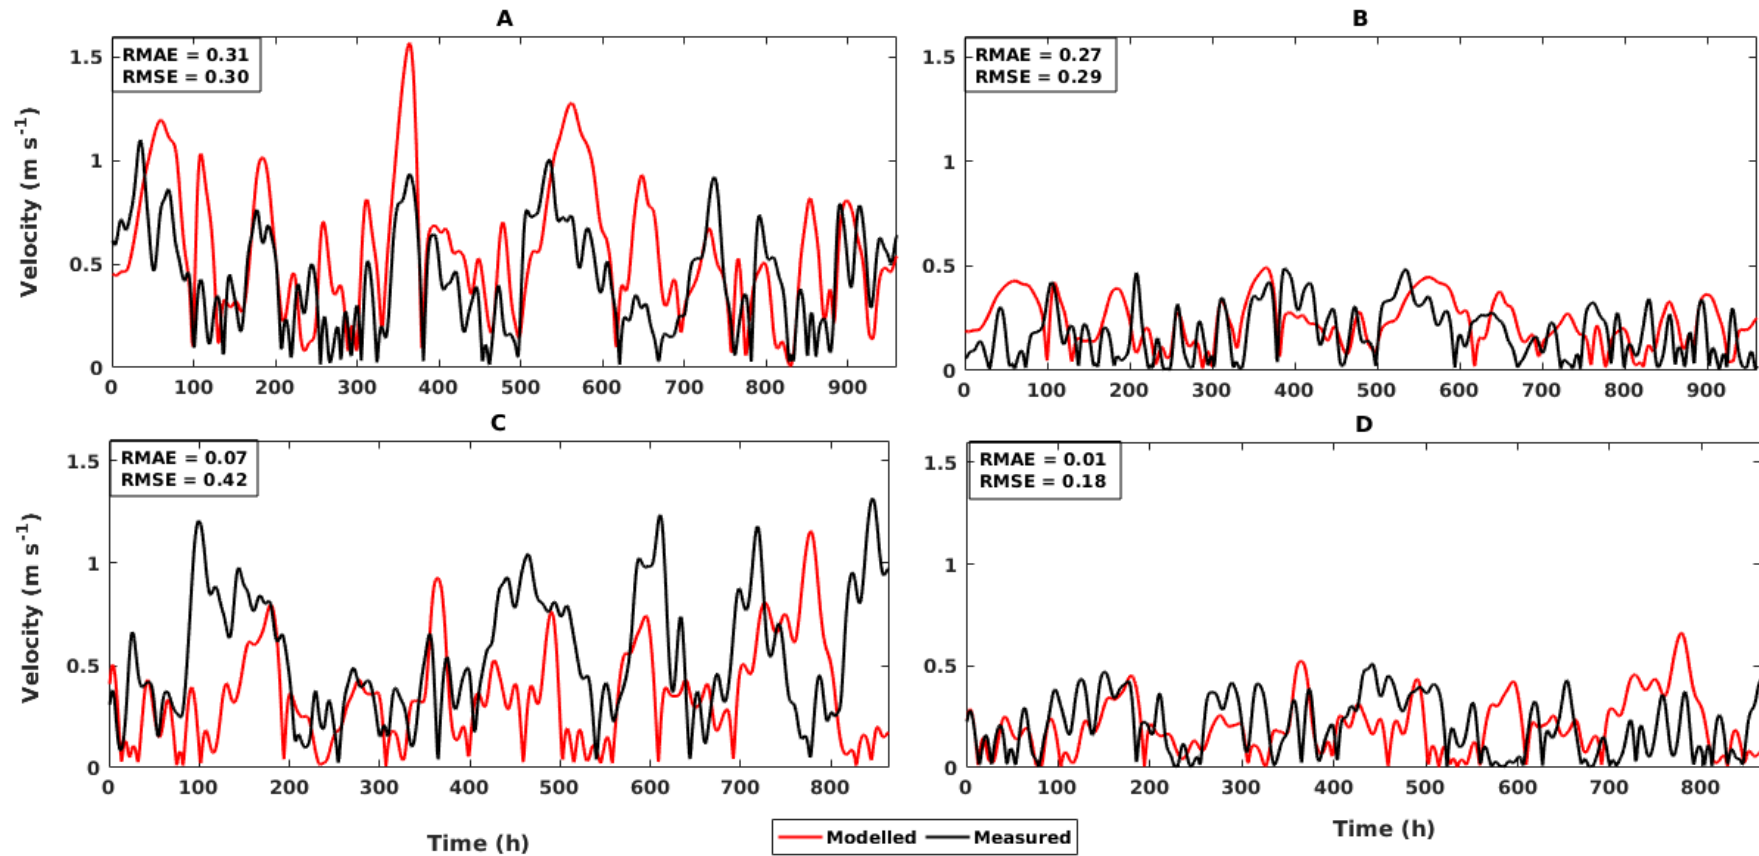 A
RMAE = 0.31
RMSE = 0.30
Velocity (m s-1)
1.5
1
0.5
0
0 100 200 300 400 500 600 700 800 900
B
RMAE = 0.27
RMSE = 0.29
1.5
1
0.5
0
0 100 200 300 400 500 600 700 800 900
C
RMAE = 0.07
RMSE = 0.42
Velocity (m s-1)
1.5
1
0.5
0
0 100 200 300 400 500 600 700 800
Time (h)
D
RMAE = 0.01
RMSE = 0.18
1.5
1
0.5
0
0 100 200 300 400 500 600 700 800
Time (h)
Modelled Measured